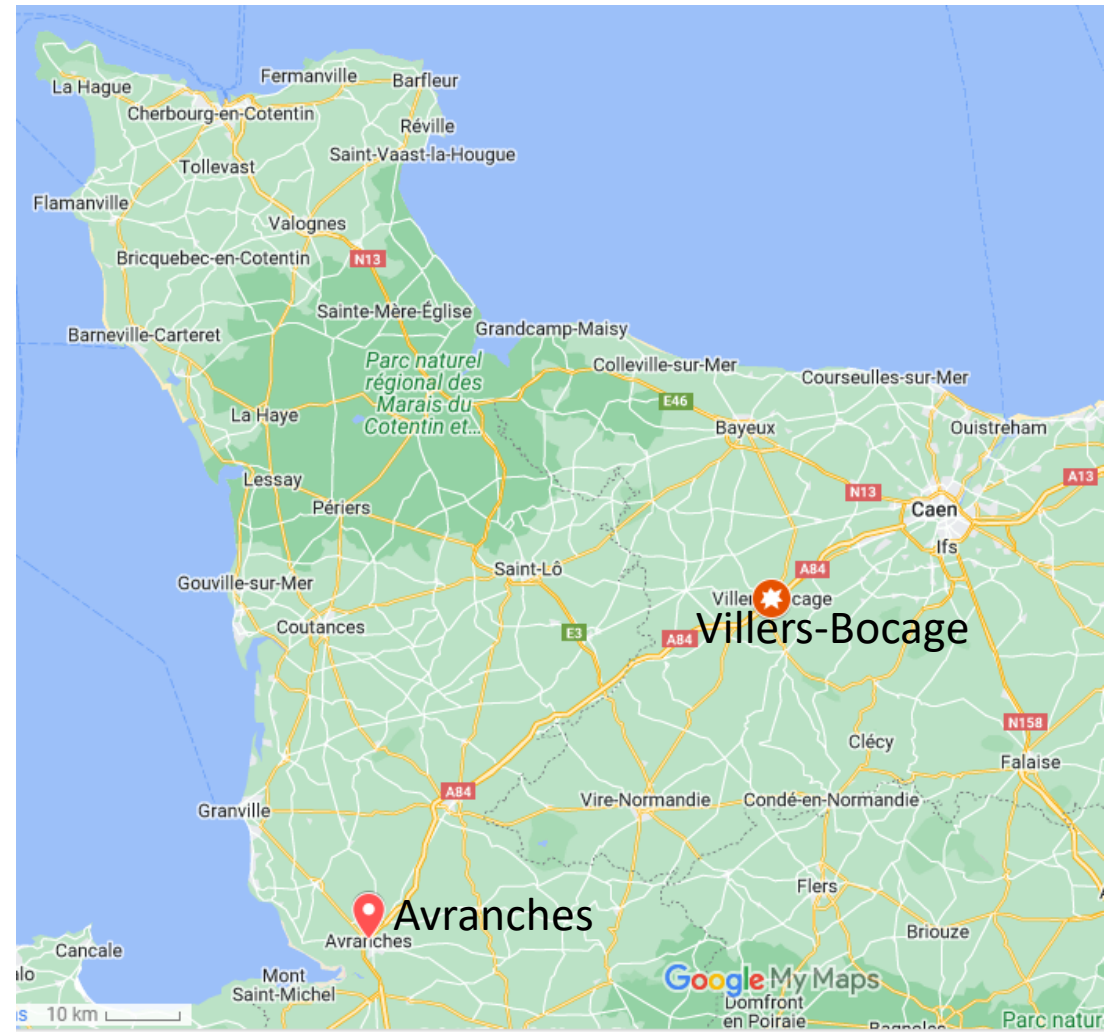 La Hague
Fermanville
Barfleur
Cherbourg-en-Cotentin
Réville
Saint-Vaast-la-Hougue
Tollevast
Flamanville
Valognes
Bricquebec-en-Cotentin
N13
Sainte-Mère-Église
Barneville-Carteret
Grandcamp-Maisy
Parc naturel
régional des
Marais du
Cotentin et...
Colleville-sur-Mer
Courseulles-sur-Mer
La Haye
E46
Bayeux
Ouistreham
Lessay
A13
N13
Périers
Caen
Ifs
Saint-Lô
A84
Gouville-sur-Mer
Villers-Bocage
Coutances
E3
A84
N158
Clécy
Falaise
A84
Vire-Normandie
Condé-en-Normandie
Granville
Flers
Avranches
Avranches
Briouze
Cancale
Mont
Saint-Michel
Google My Maps
Domfront
en Poiraie
10 km
Parc natur